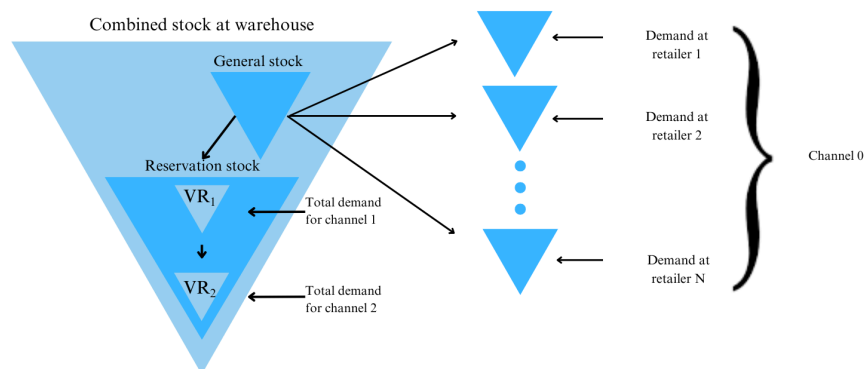 Combined stock at warehouse
General stock
Reservation stock
VR₁
Total demand
for channel 1
VR₂
Total demand
for channel 2
Demand at
retailer 1
Demand at
retailer 2
Demand at
retailer N
Channel 0